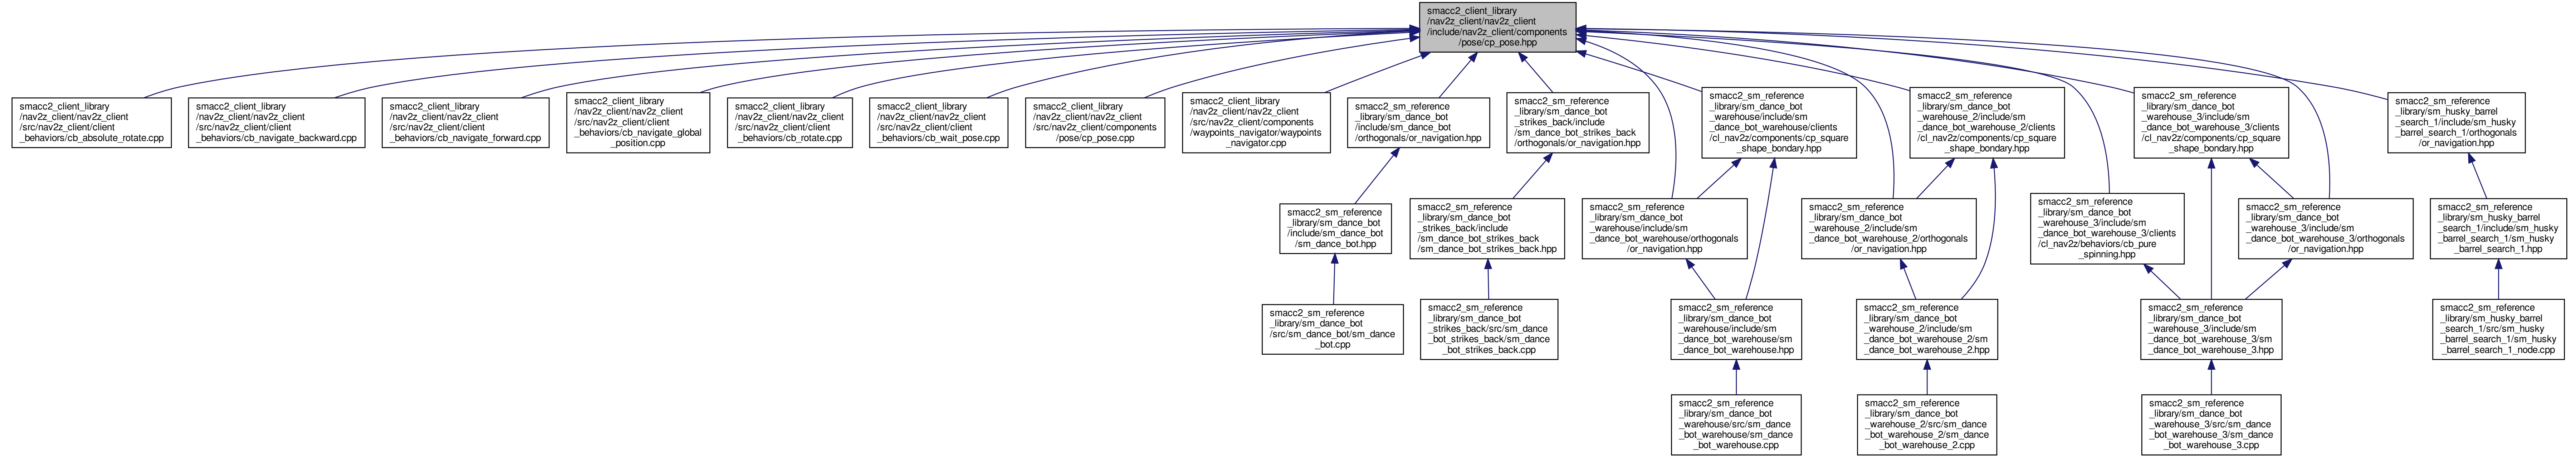 smacc2_client_library
/nav2z_client/nav2z_client
/include/nav2z_client/components
/pose/cp_pose.hpp
smacc2_client_library
/nav2z_client/nav2z_client
/src/nav2z_client/client
_behaviors/cb_absolute_rotate.cpp
smacc2_client_library
/nav2z_client/nav2z_client
/src/nav2z_client/client
_behaviors/cb_navigate_backward.cpp
smacc2_client_library
/nav2z_client/nav2z_client
/src/nav2z_client/client
_behaviors/cb_navigate_forward.cpp
smacc2_client_library
/nav2z_client/nav2z_client
/src/nav2z_client/client
_behaviors/cb_navigate_global
_position.cpp
smacc2_client_library
/nav2z_client/nav2z_client
/src/nav2z_client/client
_behaviors/cb_rotate.cpp
smacc2_client_library
/nav2z_client/nav2z_client
/src/nav2z_client/client
_behaviors/cb_wait_pose.cpp
smacc2_client_library
/nav2z_client/nav2z_client
/src/nav2z_client/components
/pose/cp_pose.cpp
smacc2_client_library
/nav2z_client/nav2z_client
/src/nav2z_client/components
/waypoints_navigator/waypoints
_navigator.cpp
smacc2_sm_reference
_library/sm_dance_bot
/include/sm_dance_bot
/orthogonals/or_navigation.hpp
smacc2_sm_reference
_library/sm_dance_bot
_strikes_back/include
/sm_dance_bot_strikes_back
/orthogonals/or_navigation.hpp
smacc2_sm_reference
_library/sm_dance_bot
_warehouse/include/sm
_dance_bot_warehouse/clients
/cl_nav2z/components/cp_square
_shape_bondary.hpp
smacc2_sm_reference
_library/sm_dance_bot
_warehouse_2/include/sm
_dance_bot_warehouse_2/clients
/cl_nav2z/components/cp_square
_shape_bondary.hpp
smacc2_sm_reference
_library/sm_dance_bot
_warehouse_3/include/sm
_dance_bot_warehouse_3/clients
/cl_nav2z/components/cp_square
_shape_bondary.hpp
smacc2_sm_reference
_library/sm_husky_barrel
_search_1/include/sm_husky
_barrel_search_1/orthogonals
/or_navigation.hpp
smacc2_sm_reference
_library/sm_dance_bot
/include/sm_dance_bot
/sm_dance_bot.hpp
smacc2_sm_reference
_library/sm_dance_bot
_strikes_back/include
/sm_dance_bot_strikes_back
/sm_dance_bot_strikes_back.hpp
smacc2_sm_reference
_library/sm_dance_bot
_warehouse/include/sm
_dance_bot_warehouse/orthogonals
/or_navigation.hpp
smacc2_sm_reference
_library/sm_dance_bot
_warehouse_2/include/sm
_dance_bot_warehouse_2/orthogonals
/or_navigation.hpp
smacc2_sm_reference
_library/sm_dance_bot
_warehouse_3/include/sm
_dance_bot_warehouse_3/clients
/cl_nav2z/behaviors/cb_pure
_spinning.hpp
smacc2_sm_reference
_library/sm_dance_bot
_warehouse_3/include/sm
_dance_bot_warehouse_3/orthogonals
/or_navigation.hpp
smacc2_sm_reference
_library/sm_husky_barrel
_search_1/include/sm_husky
_barrel_search_1/sm_husky
_barrel_search_1.hpp
smacc2_sm_reference
_library/sm_dance_bot
/src/sm_dance_bot/sm_dance
_bot.cpp
smacc2_sm_reference
_library/sm_dance_bot
_strikes_back/src/sm_dance
_bot_strikes_back/sm_dance
_bot_strikes_back.cpp
smacc2_sm_reference
_library/sm_dance_bot
_warehouse/include/sm
_dance_bot_warehouse/sm
_dance_bot_warehouse.hpp
smacc2_sm_reference
_library/sm_dance_bot
_warehouse_2/include/sm
_dance_bot_warehouse_2/sm
_dance_bot_warehouse_2.hpp
smacc2_sm_reference
_library/sm_dance_bot
_warehouse_3/include/sm
_dance_bot_warehouse_3/sm
_dance_bot_warehouse_3.hpp
smacc2_sm_reference
_library/sm_husky_barrel
_search_1/src/sm_husky
_barrel_search_1/sm_husky
_barrel_search_1_node.cpp
smacc2_sm_reference
_library/sm_dance_bot
_warehouse/src/sm_dance
_bot_warehouse/sm_dance
_bot_warehouse.cpp
smacc2_sm_reference
_library/sm_dance_bot
_warehouse_2/src/sm_dance
_bot_warehouse_2/sm_dance
_bot_warehouse_2.cpp
smacc2_sm_reference
_library/sm_dance_bot
_warehouse_3/src/sm_dance
_bot_warehouse_3/sm_dance
_bot_warehouse_3.cpp